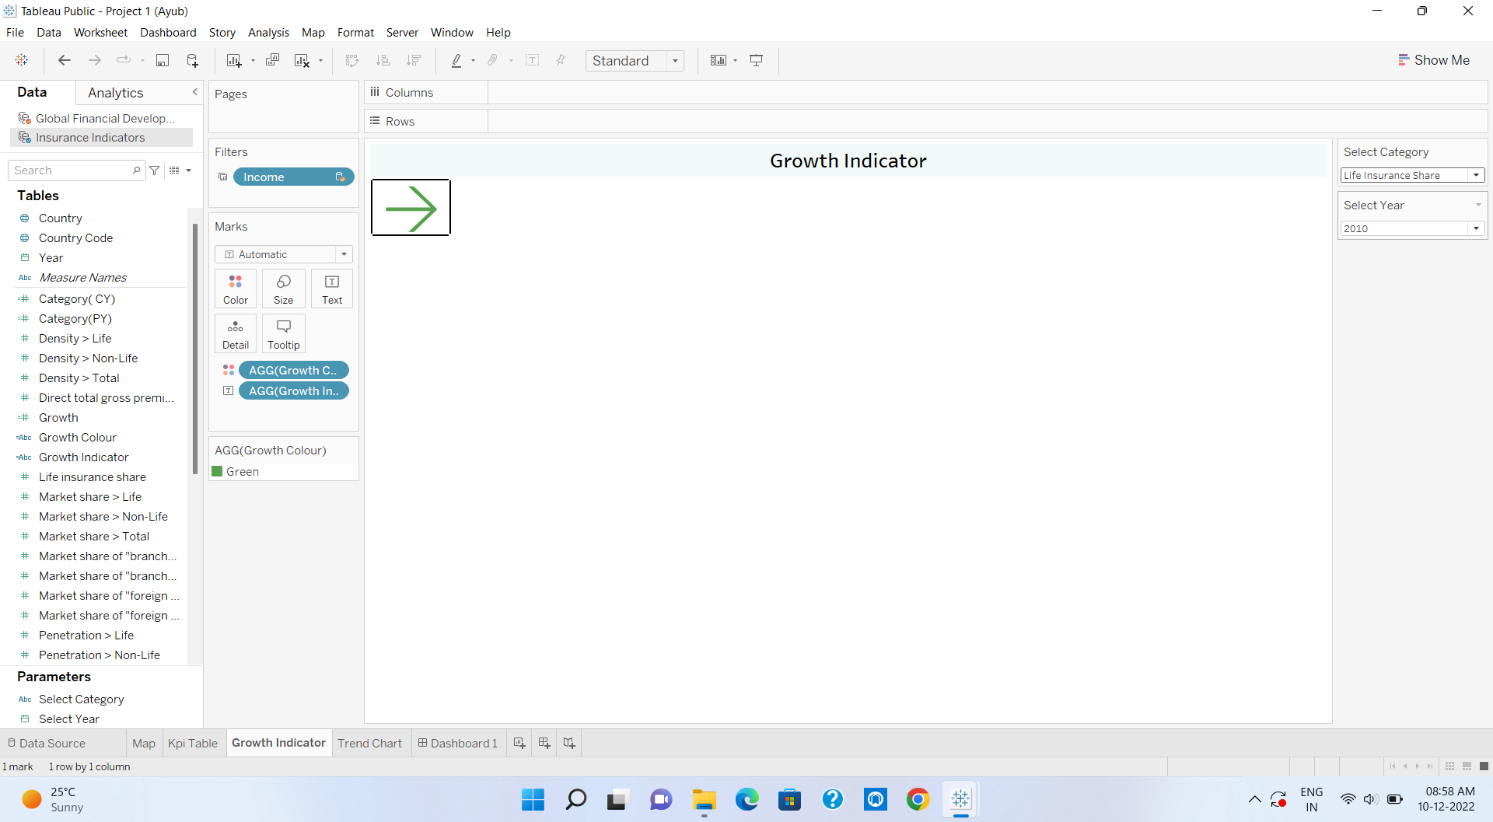 Tableau Public - Project 1 (Ayub)
File Data Worksheet Dashboard Story Analysis Map Format Server Window Help
Standard
Show Me
Data Analytics
Global Financial Develop...
Insurance Indicators
Search
Tables
Country
Country Code
Year
Abc Measure Names
Category( CY)
Category(PY)
Density > Life
Density > Non-Life
Density > Total
Direct total gross premi...
Growth
Abc Growth Colour
Abc Growth Indicator
Life insurance share
Market share > Life
Market share > Non-Life
Market share > Total
Market share of "branch...
Market share of "branch...
Market share of "foreign ...
Market share of "foreign ...
Penetration > Life
Penetration > Non-Life
Parameters
Abc Select Category
Select Year
Pages
Filters
Income
Marks
Automatic
Color Size Text
Detail Tooltip
AGG(Growth C..
AGG(Growth In..
AGG(Growth Colour)
Green
Columns
Rows
Growth Indicator
Select Category
Life Insurance Share
Select Year
2010
Data Source Map Kpi Table Growth Indicator Trend Chart Dashboard 1
1 mark 1 row by 1 column
25°C
Sunny
ENG
IN
08:58 AM
10-12-2022